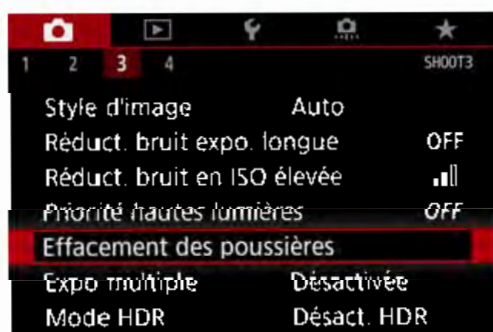 1 2 3 4 SHOOT3
Style d'image Auto
Réduct. bruit expo. longue OFF
Réduct. bruit en ISO élevée
Priorité hautes lumières OFF
Effacement des poussières
Expo multiple Désactivée
Mode HDR Désact. HDR